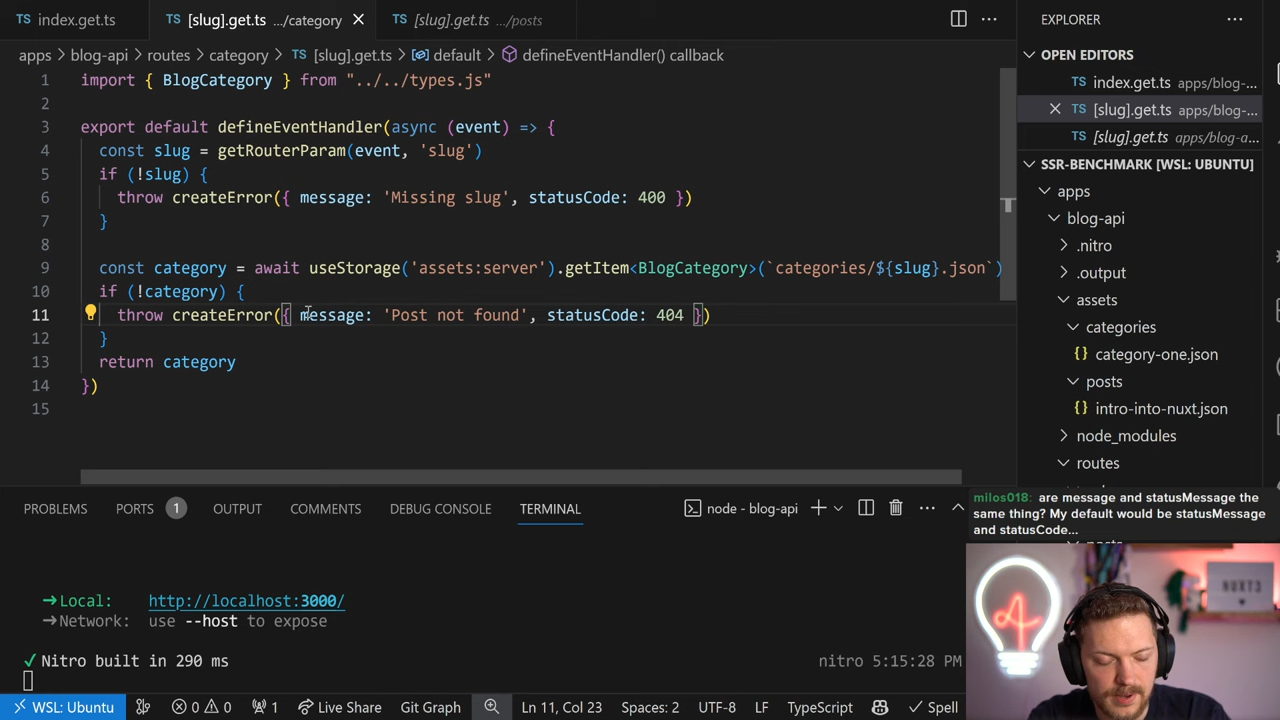 TS index.get.ts
TS [slug].get.ts .../category
TS [slug].get.ts .../posts
apps > blog-api > routes > category > TS [slug].get.ts > default > defineEventHandler() callback
1 import { BlogCategory } from "../../types.js"
2
3 export default defineEventHandler(async (event) => {
4 const slug = getRouterParam(event, 'slug')
5 if (!slug) {
6 throw createError({ message: 'Missing slug', statusCode: 400 })
7 }
8
9 const category = await useStorage('assets:server').getItem<BlogCategory>(`categories/${slug}.json`)
10 if (!category) {
11 throw createError({ message: 'Post not found', statusCode: 404 })
12 }
13 return category
14 })
15
EXPLORER
OPEN EDITORS
TS index.get.ts apps/blog-...
TS [slug].get.ts apps/blog-...
TS [slug].get.ts apps/blog-a...
SSR-BENCHMARK [WSL: UBUNTU]
apps
blog-api
.nitro
.output
assets
categories
{} category-one.json
posts
{} intro-into-nuxt.json
node_modules
routes
PROBLEMS
PORTS 1
OUTPUT
COMMENTS
DEBUG CONSOLE
TERMINAL
node - blog-api
milos018: are message and statusMessage the
same thing? My default would be statusMessage
and statusCode...
➜Local: http://localhost:3000/
➜Network: use --host to expose
✓ Nitro built in 290 ms
nitro 5:15:28 PM
NUXT3
WSL: Ubuntu
0 0
1
Live Share
Git Graph
Ln 11, Col 23
Spaces: 2
UTF-8
LF
TypeScript
Spell